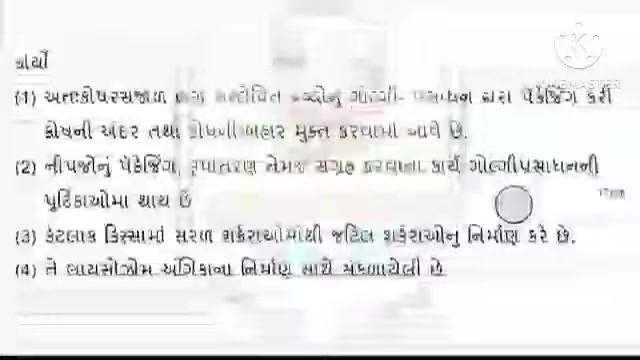 કાર્યો
KINEMASTER
(1) અંતઃકોષરસજાળ દ્વારા સંશ્લેષિત દ્રવ્યોનું ગોલ્ગી- પ્રસાધન દ્વારા પેકેજિંગ કરી
કોષની અંદર તથા કોષની બહાર મુક્ત કરવામાં આવે છે.
(2) નીપજોનું પેકેજિંગ, રૂપાંતરણ તેમજ સંગ્રહ કરવાના કાર્ય ગોલ્ગીપ્રસાધનની
પુટિકાઓમાં થાય છે
(3) કેટલાક કિસ્સામાં સરળ શર્કરાઓમાંથી જટિલ શર્કરાઓનું નિર્માણ કરે છે.
(4) તે લાયસોઝોમ અંગિકાના નિર્માણ સાથે સંકળાયેલી છે